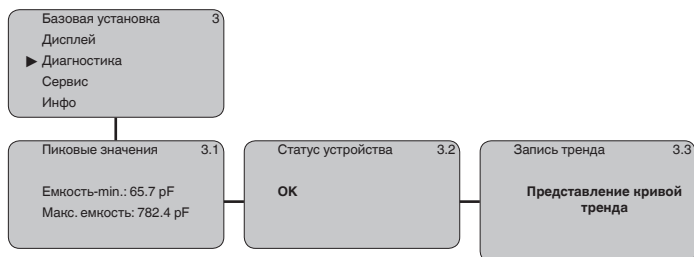 Базовая установка 3
Дисплей
▶ Диагностика
Сервис
Инфо
Пиковые значения 3.1
Емкость-min.: 65.7 pF
Макс. емкость: 782.4 pF
Статус устройства 3.2
OK
Запись тренда 3.3
Представление кривой
тренда